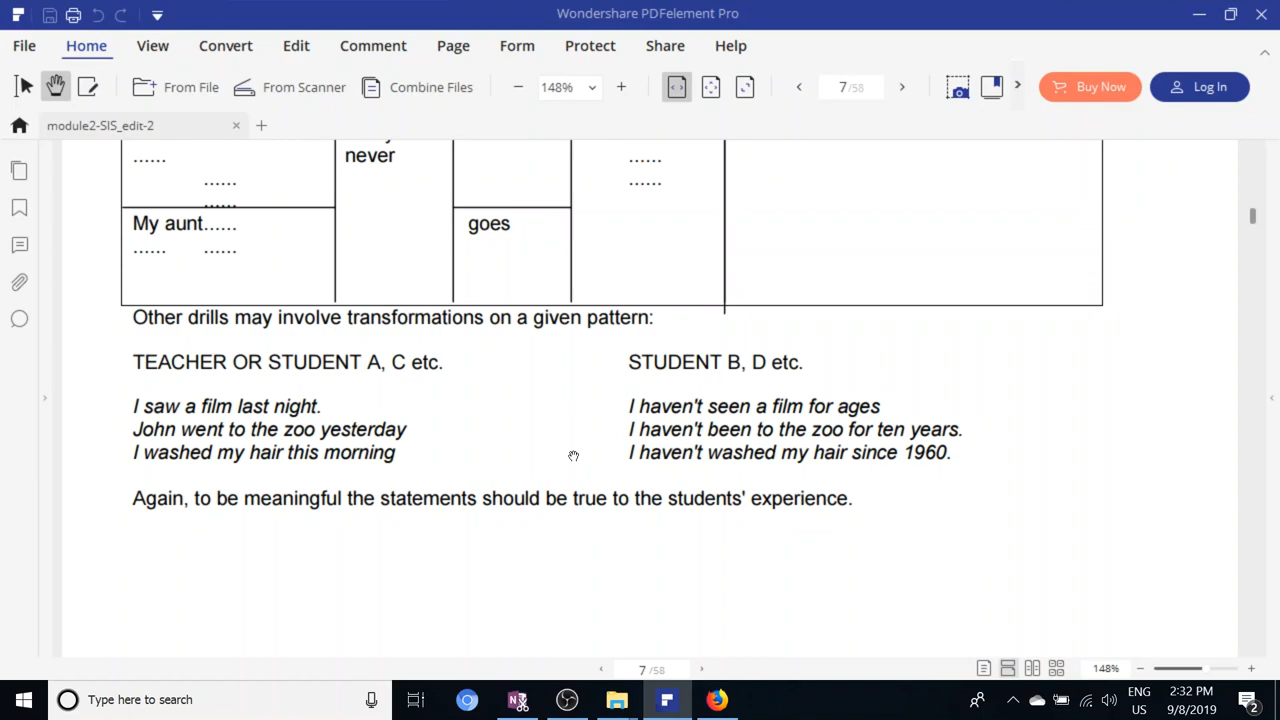 Wondershare PDFelement Pro
File Home View Convert Edit Comment Page Form Protect Share Help
From File From Scanner Combine Files 148% 7 /58 Buy Now Log In
module2-SIS_edit-2
...... never ......
...... ......
......
My aunt...... goes
...... ......
Other drills may involve transformations on a given pattern:
TEACHER OR STUDENT A, C etc. STUDENT B, D etc.
I saw a film last night. I haven't seen a film for ages
John went to the zoo yesterday I haven't been to the zoo for ten years.
I washed my hair this morning I haven't washed my hair since 1960.
Again, to be meaningful the statements should be true to the students' experience.
7 /58 148%
Type here to search ENG 2:32 PM
US 9/8/2019 2